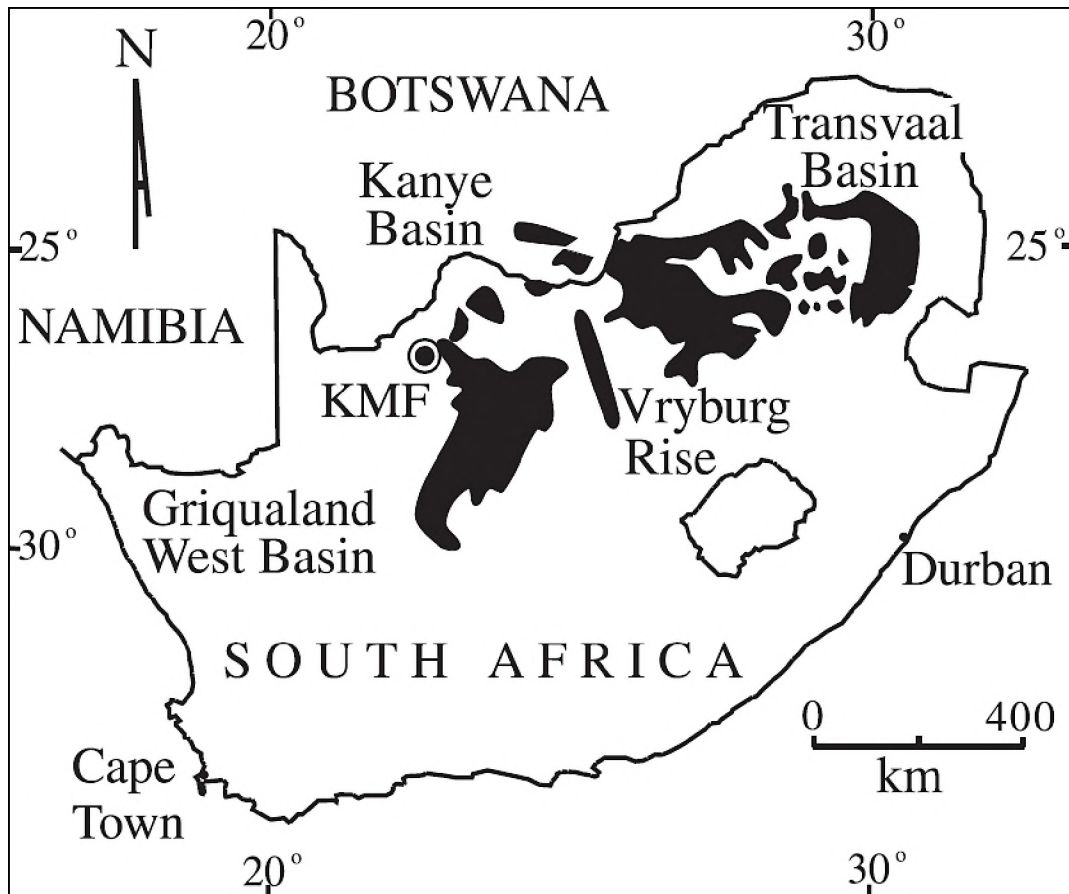 20°
30°
N
BOTSWANA
Transvaal
Basin
Kanye
Basin
25°
25°
NAMIBIA
KMF
Vryburg
Rise
Griqualand
West Basin
30°
Durban
SOUTH AFRICA
0
400
km
Cape
Town
20°
30°